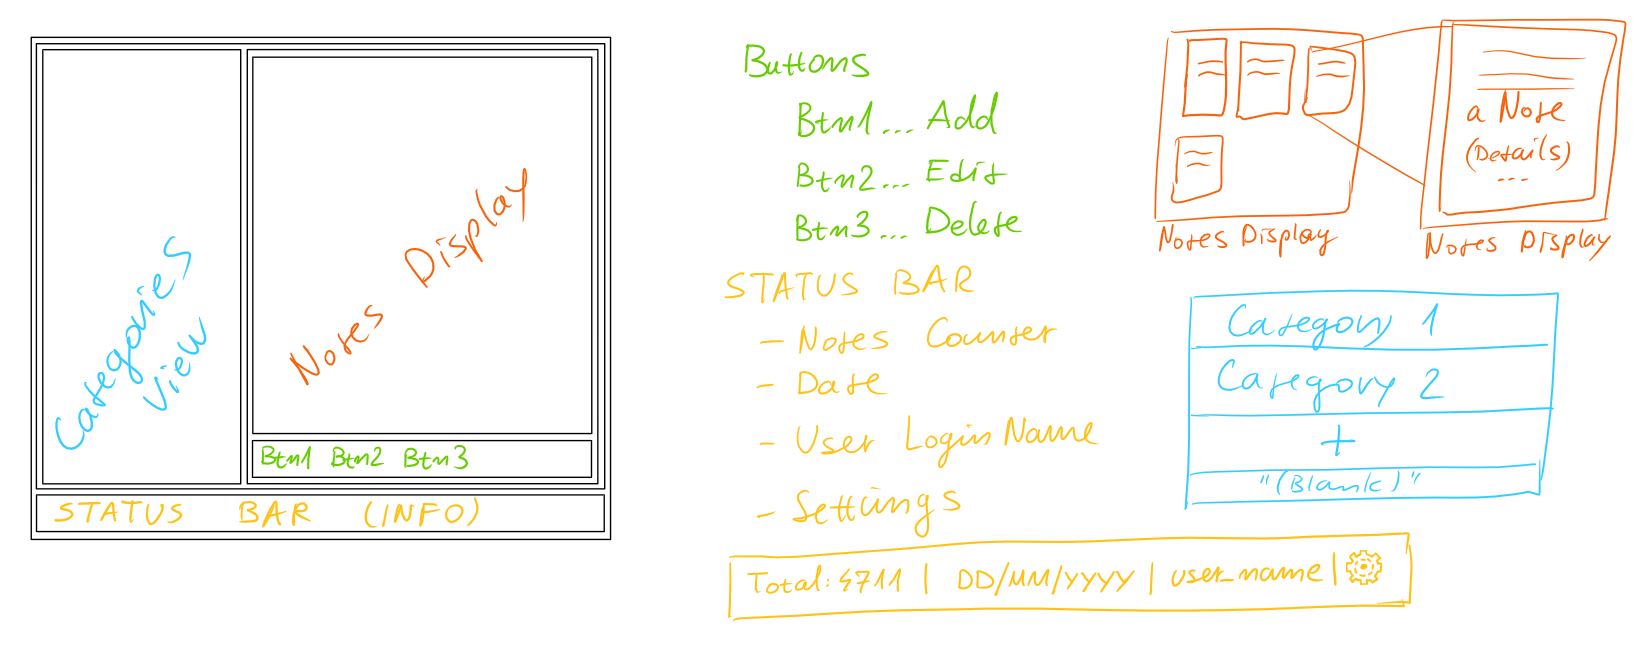 Categories
View
Notes Display
Btn1 Btn2 Btn3
STATUS BAR (INFO)
Buttons
Btn1... Add
Btn2... Edit
Btn3... Delete
STATUS BAR
- Notes Counter
- Date
- User LoginName
- Settings
Total: 4711 | DD/MM/YYYY | user_name |
a Note
(Details)
...
Notes Display
Notes Display
Category 1
Category 2
+
"(Blank)"